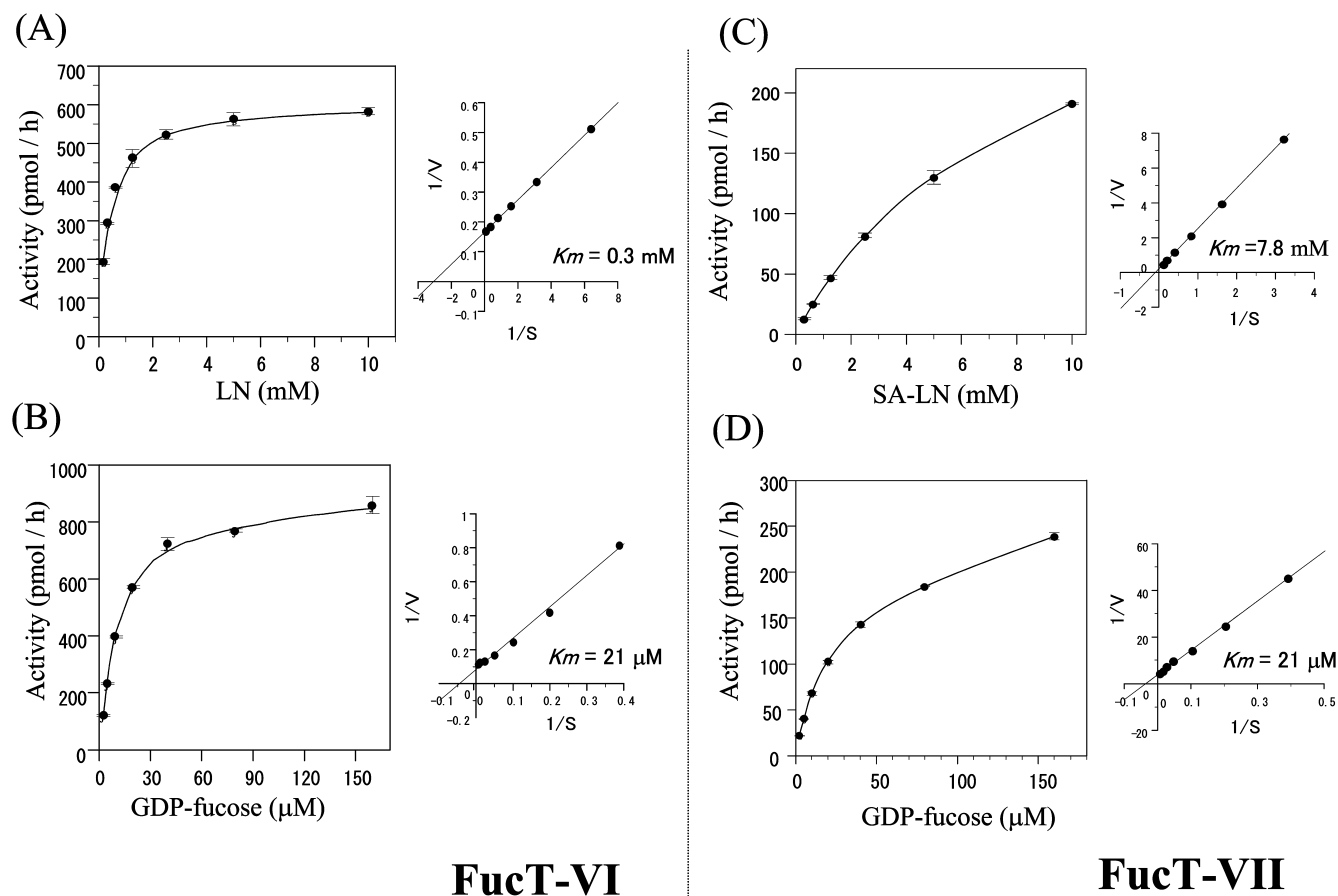 (A)
700
600
500
400
300
200
100
0
Activity (pmol / h)
0 2 4 6 8 10
LN (mM)
0.6
0.5
0.4
0.3
0.2
0.1
-0.1
1/V
-4 -2 0 2 4 6 8
1/S
Km = 0.3 mM
(B)
1000
800
600
400
200
0
Activity (pmol / h)
0 30 60 90 120 150
GDP-fucose (μM)
1
0.8
0.6
0.4
0.2
-0.2
1/V
-0.1 0 0.1 0.2 0.3 0.4
1/S
Km = 21 μM
FucT-VI
(C)
200
150
100
50
0
Activity (pmol / h)
0 2 4 6 8 10
SA-LN (mM)
8
6
4
2
0
-2
1/V
-1 0 1 2 3 4
1/S
Km =7.8 mM
(D)
300
250
200
150
100
50
0
Activity (pmol / h)
0 50 100 150
GDP-fucose (μM)
60
40
20
0
-20
1/V
-0.1 0 0.1 0.2 0.3 0.4 0.5
1/S
Km = 21 μM
FucT-VII